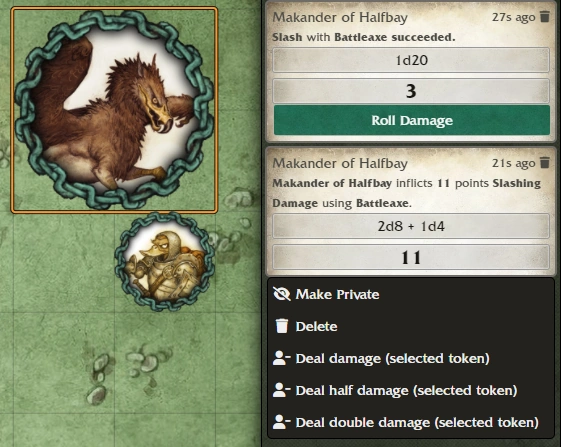 Makander of Halfbay 27s ago
Slash with Battleaxe succeeded.
1d20
3
Roll Damage
Makander of Halfbay 21s ago
Makander of Halfbay inflicts 11 points Slashing
Damage using Battleaxe.
2d8 + 1d4
11
Make Private
Delete
Deal damage (selected token)
Deal half damage (selected token)
Deal double damage (selected token)